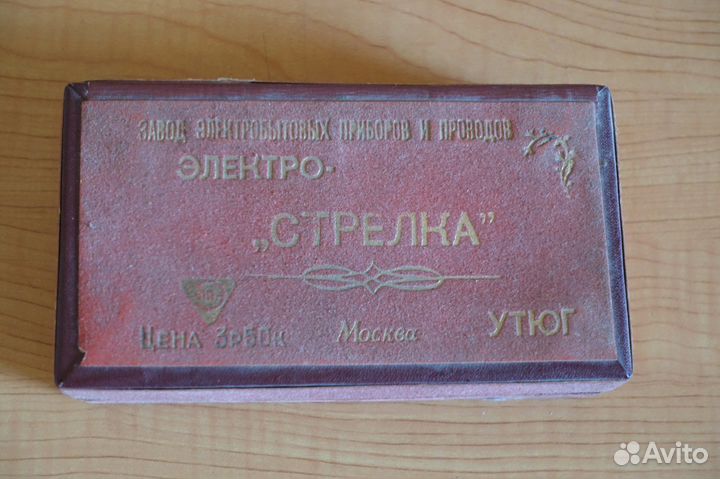 ЗАВОД ЭЛЕКТРОБЫТОВЫХ ПРИБОРОВ И ПРОВОДОВ
ЭЛЕКТРО-
„СТРЕЛКА”
ЦЕНА 3р50к Москва УТЮГ
Avito